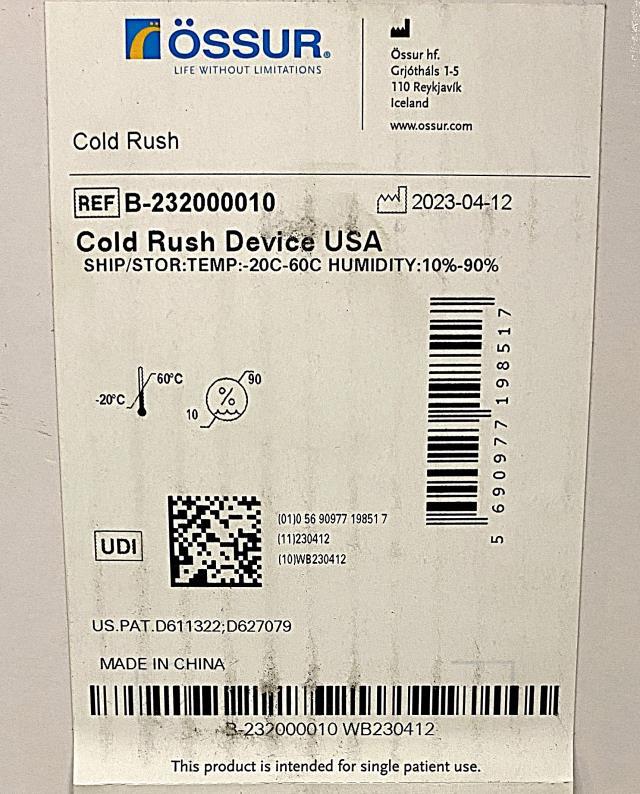 ÖSSUR®
LIFE WITHOUT LIMITATIONS
Össur hf.
Grjótháls 1-5
110 Reykjavík
Iceland
www.ossur.com
Cold Rush
REF B-232000010
2023-04-12
Cold Rush Device USA
SHIP/STOR:TEMP:-20C-60C HUMIDITY:10%-90%
-20°C
60°C
10
%
90
5 690977 198517
UDI
(01)0 56 90977 19851 7
(11)230412
(10)WB230412
US.PAT.D611322;D627079
MADE IN CHINA
B-232000010 WB230412
This product is intended for single patient use.